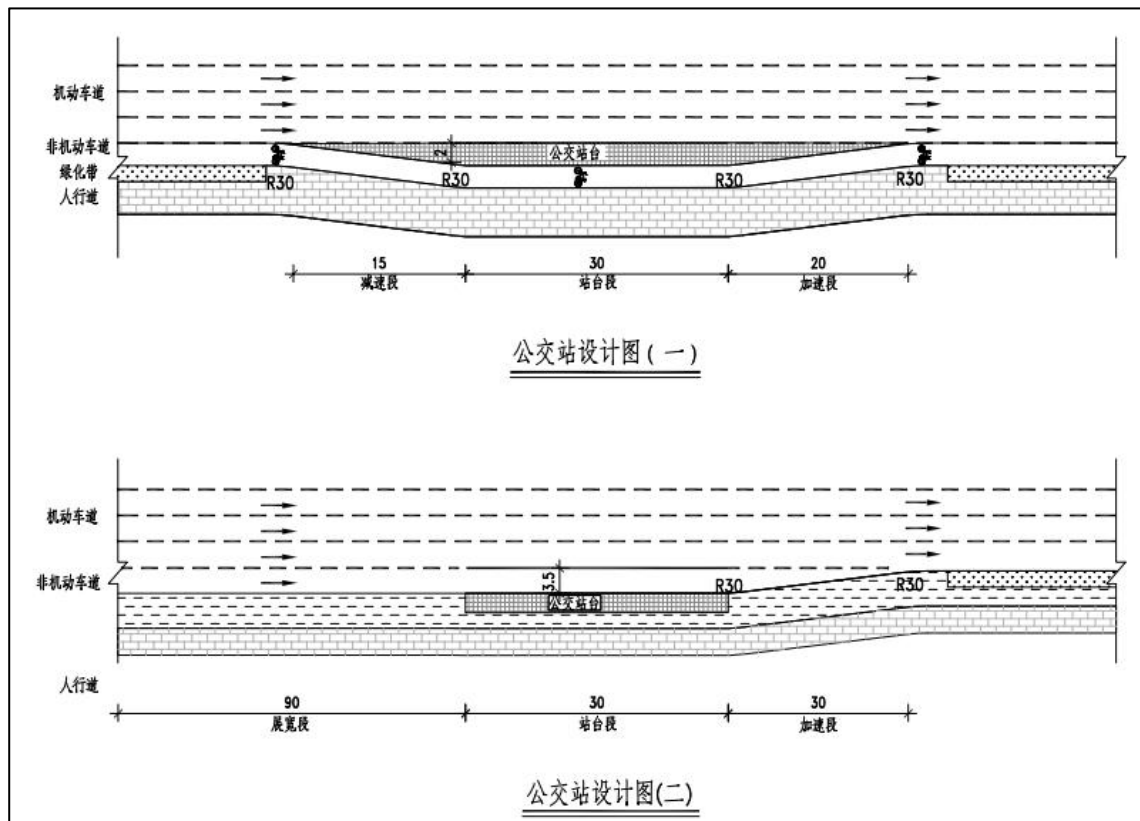 机动车道
非机动车道
公交站台
2
绿化带
人行道
R30
R30
R30
R30
15
30
20
减速段
站台段
加速段
公交站设计图(一)
机动车道
非机动车道
3.5
R30
R30
公交站台
人行道
90
30
30
展宽段
站台段
加速段
公交站设计图(二)